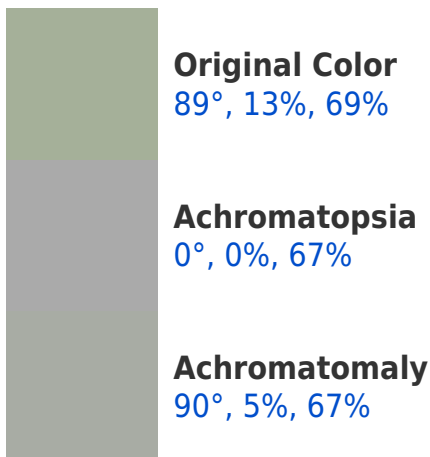 Original Color
89°, 13%, 69%
Achromatopsia
0°, 0%, 67%
Achromatomaly
90°, 5%, 67%